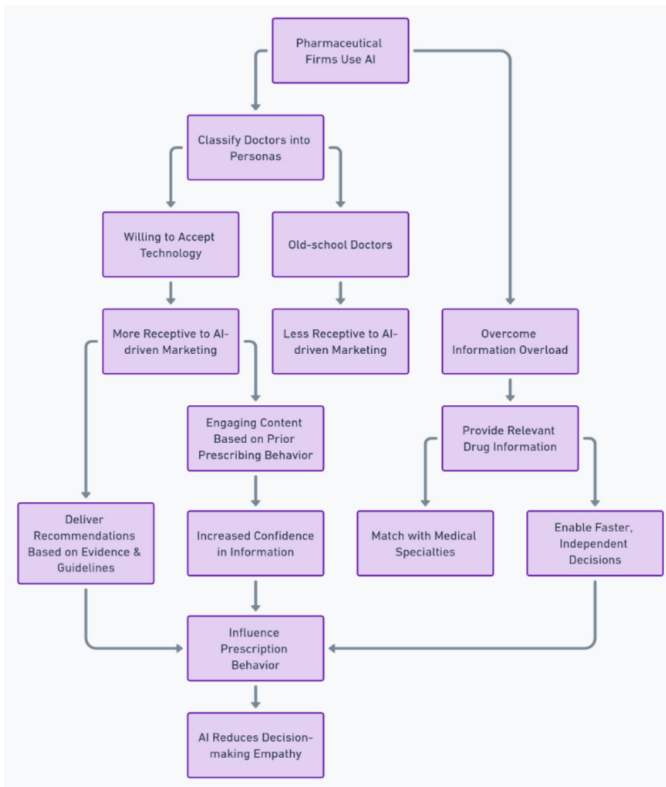 Pharmaceutical
Firms Use AI
Classify Doctors into
Personas
Willing to Accept
Technology
Old-school Doctors
More Receptive to AI-
driven Marketing
Less Receptive to AI-
driven Marketing
Overcome
Information Overload
Engaging Content
Based on Prior
Prescribing Behavior
Provide Relevant
Drug Information
Deliver
Recommendations
Based on Evidence &
Guidelines
Increased Confidence
in Information
Match with Medical
Specialties
Enable Faster,
Independent
Decisions
Influence
Prescription
Behavior
AI Reduces Decision-
making Empathy